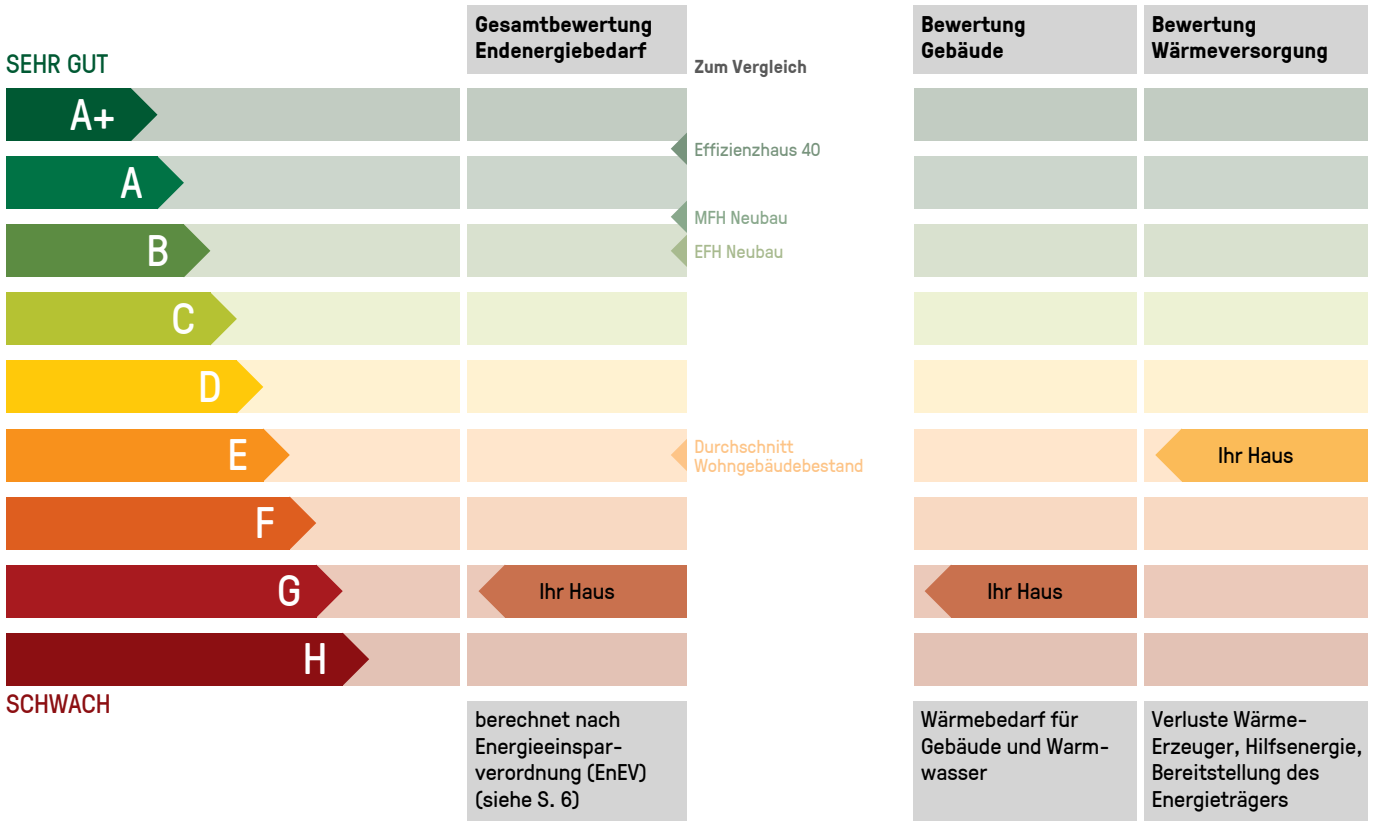 Gesamtbewertung
Endenergiebedarf
Bewertung
Gebäude
Bewertung
Wärmeversorgung
SEHR GUT
Zum Vergleich
A+
Effizienzhaus 40
A
MFH Neubau
B
EFH Neubau
C
D
E
Durchschnitt
Wohngebäudebestand
Ihr Haus
F
G
Ihr Haus
Ihr Haus
H
SCHWACH
berechnet nach
Energieeinspar-
verordnung (EnEV)
(siehe S. 6)
Wärmebedarf für
Gebäude und Warm-
wasser
Verluste Wärme-
Erzeuger, Hilfsenergie,
Bereitstellung des
Energieträgers